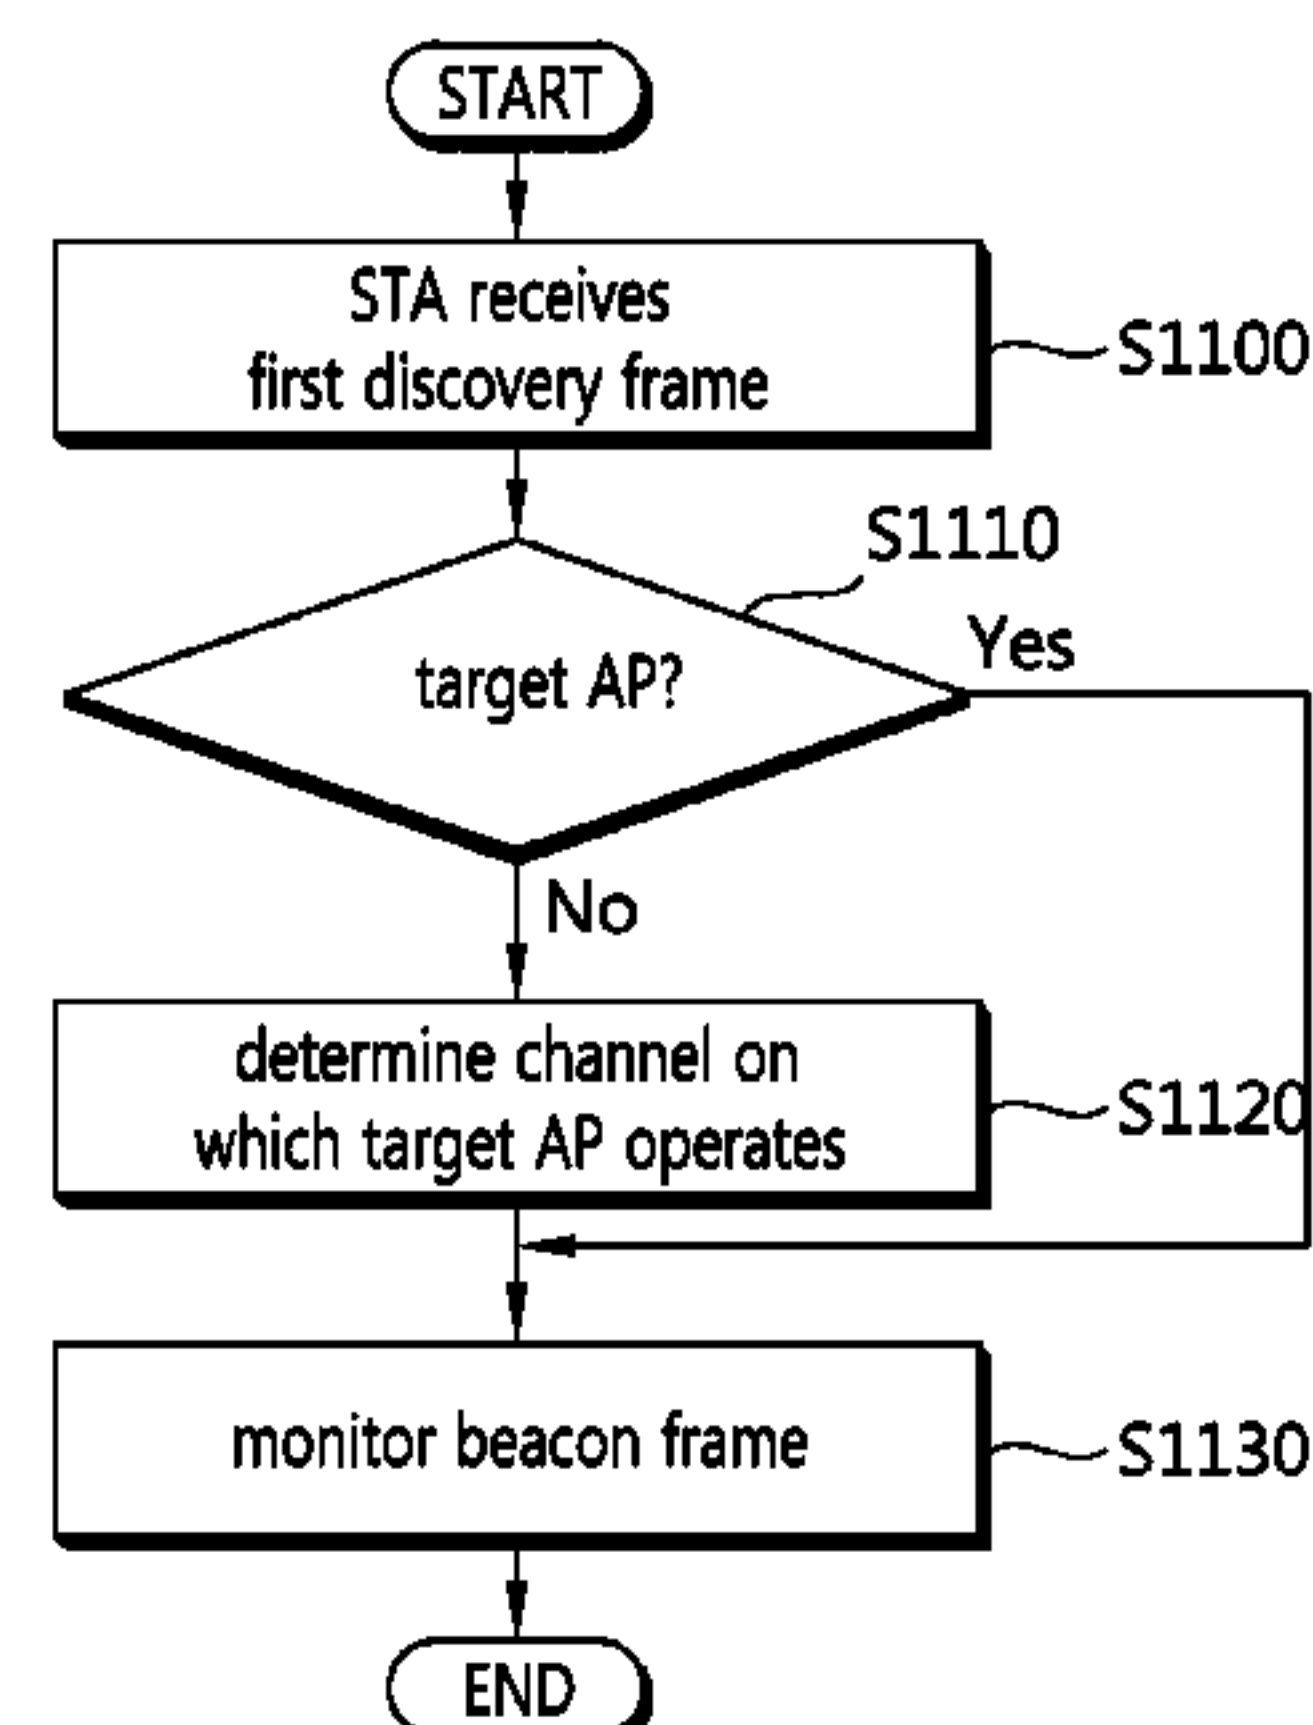 START
STA receives
first discovery frame
S1100
S1110
target AP?
Yes
No
determine channel on
which target AP operates
S1120
monitor beacon frame
S1130
END